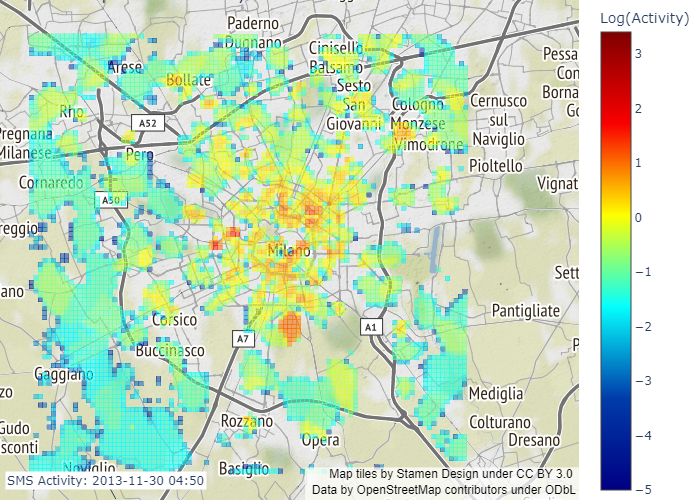 Log(Activity)
Paderno
Dugnano
Cinisello
Balsamo
Arese
Bollate
Sesto
San
Giovanni
Cologno
Monzese
Vimodrone
Cernusco
sul
Naviglio
Pessa
Con
Borna
Go
Rho
A52
Pregnana
Milanese
Pero
Pioltello
Cornaredo
A50
Vignat
reggio
Milano
Sett
ano
Corsico
A7
A1
Pantigliate
Buccinasco
P
Gaggiano
Mediglia
zo
Rozzano
Colturano
Dresano
Gudo
sconti
Opera
Noviglio
Basiglio
3
2
1
0
−1
−2
−3
−4
−5
SMS Activity: 2013-11-30 04:50
Map tiles by Stamen Design under CC BY 3.0
Data by OpenStreetMap contributors under ODbL